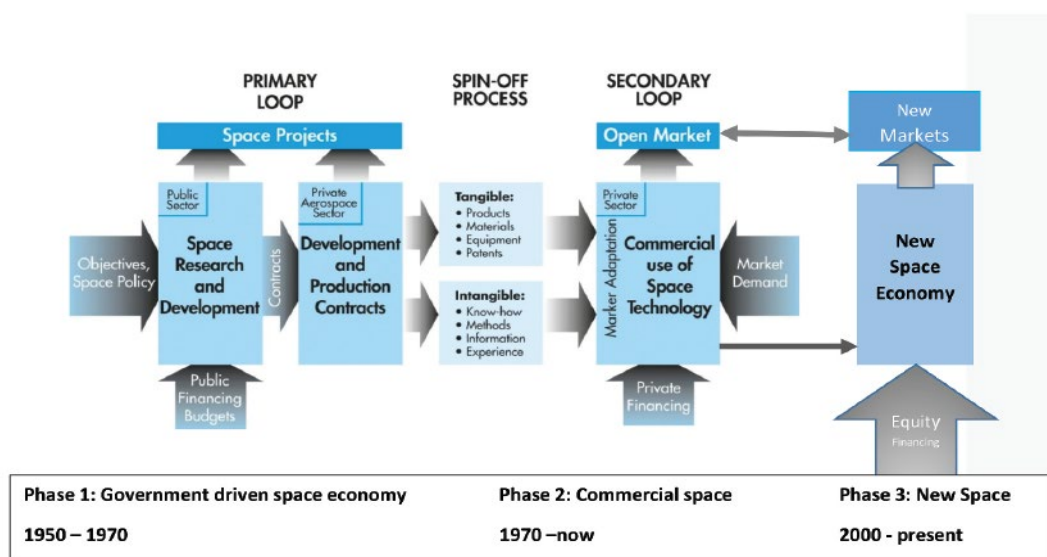 PRIMARY
LOOP
SPIN-OFF
PROCESS
SECONDARY
LOOP
Space Projects
Open Market
New
Markets
Public
Sector
Private
Aerospace
Sector
Private
Sector
Objectives,
Space Policy
Space
Research
and
Development
Contracts
Development
and
Production
Contracts
Tangible:
• Products
• Materials
• Equipment
• Patents
Intangible:
• Know-how
• Methods
• Information
• Experience
Marker Adaptation
Commercial
use of
Space
Technology
Market
Demand
New
Space
Economy
Public
Financing
Budgets
Private
Financing
Equity
Financing
Phase 1: Government driven space economy
1950 – 1970
Phase 2: Commercial space
1970 –now
Phase 3: New Space
2000 - present